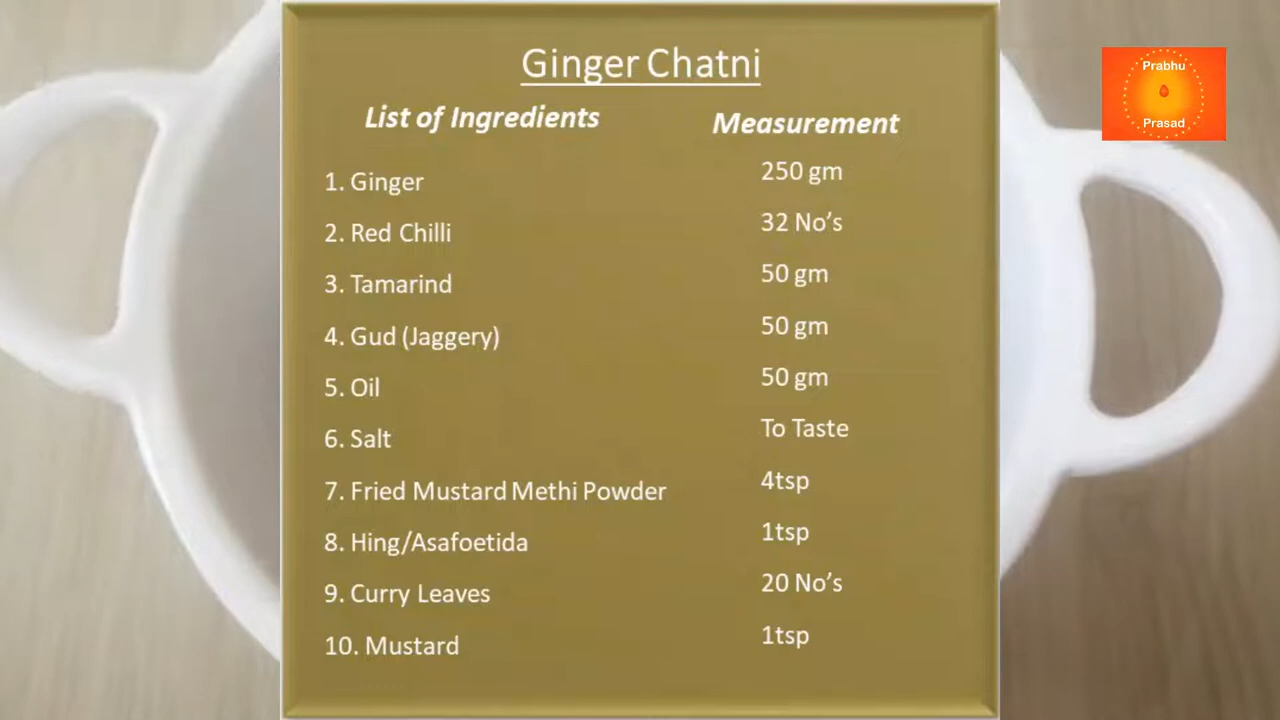 Ginger Chatni
List of Ingredients Measurement
1. Ginger 250 gm
2. Red Chilli 32 No’s
3. Tamarind 50 gm
4. Gud (Jaggery) 50 gm
5. Oil 50 gm
6. Salt To Taste
7. Fried Mustard Methi Powder 4tsp
8. Hing/Asafoetida 1tsp
9. Curry Leaves 20 No’s
10. Mustard 1tsp
Prabhu
Prasad